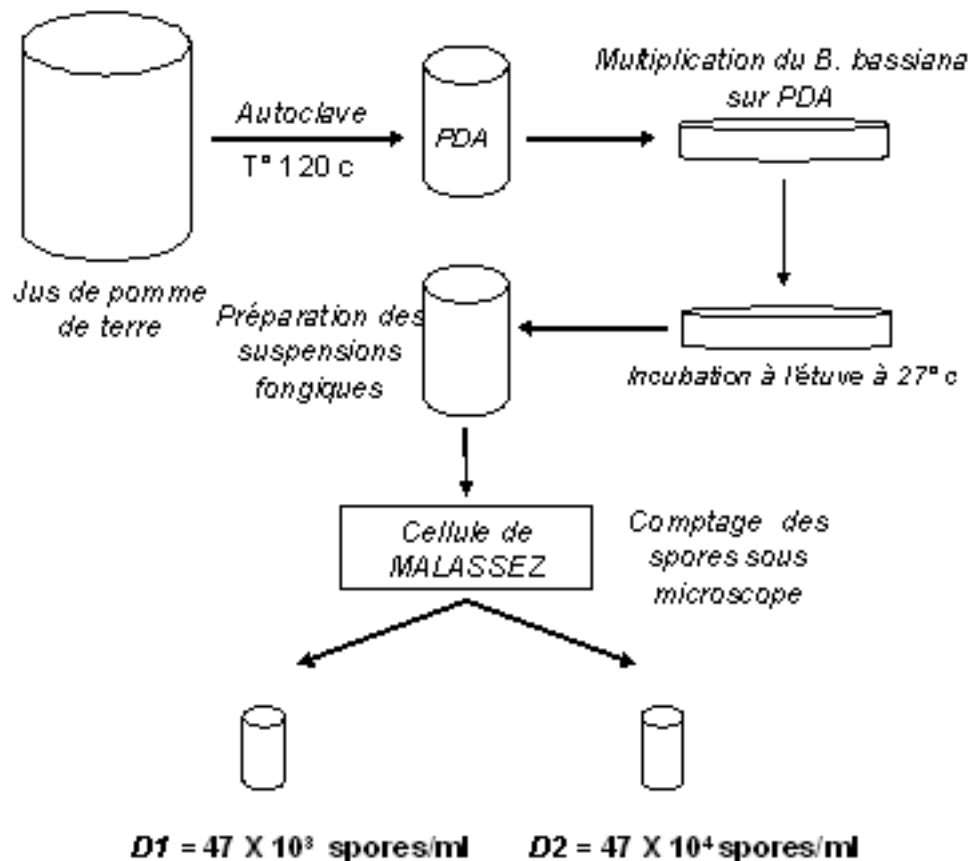 Multiplication du B. bassiana
sur PDA
Autoclave
T° 120 c
PDA
Jus de pomme
de terre
Préparation des
suspensions
fongiques
Incubation à l'étuve à 27° c
Cellule de
MALASSEZ
Comptage des
spores sous
microscope
D1 = 47 X 10³ spores/ml
D2 = 47 X 10⁴ spores/ml